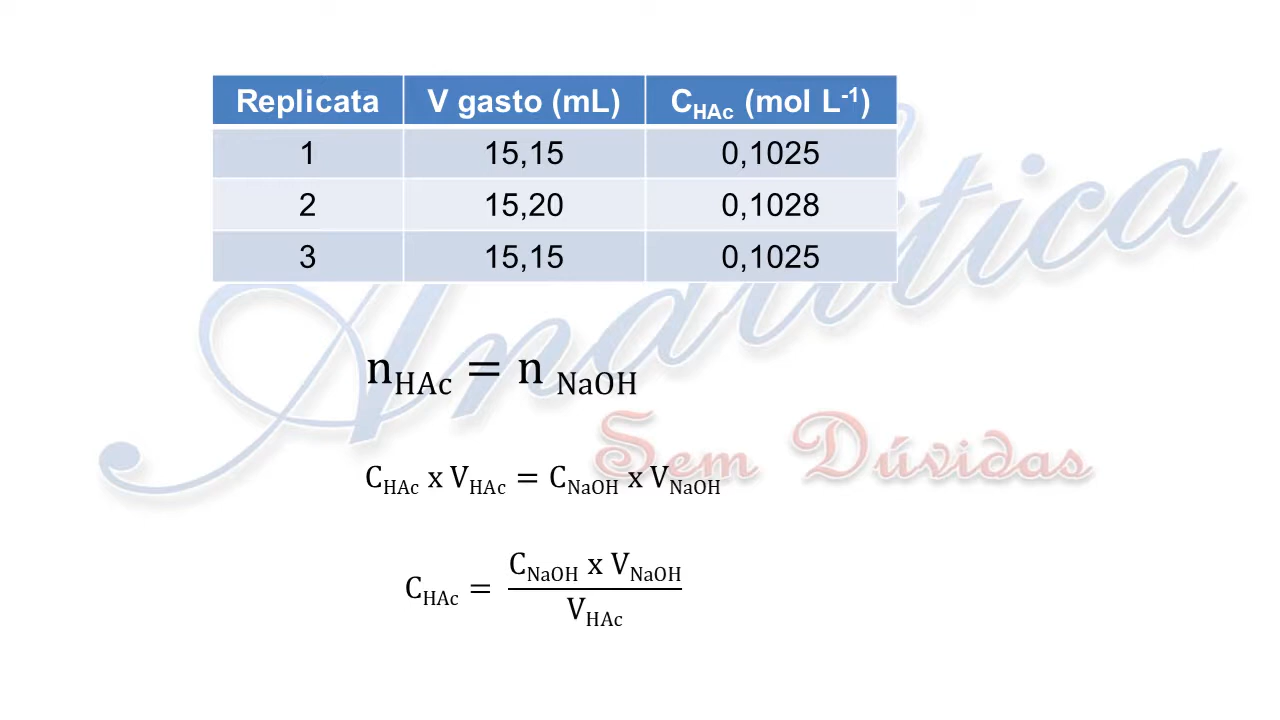 Replicata V gasto (mL) C_HAc (mol L^-1)
1 15,15 0,1025
2 15,20 0,1028
3 15,15 0,1025
Analítica
n_HAc = n_NaOH
Sem Dúvidas
C_HAc x V_HAc = C_NaOH x V_NaOH
C_HAc = C_NaOH x V_NaOH
V_HAc